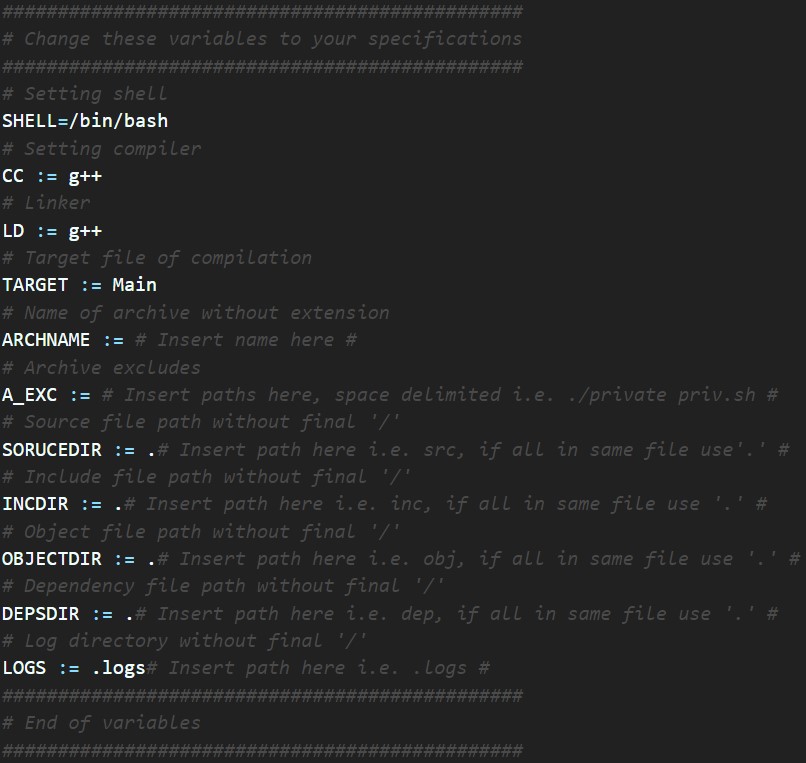 ###############################################
# Change these variables to your specifications
###############################################
# Setting shell
SHELL=/bin/bash
# Setting compiler
CC := g++
# Linker
LD := g++
# Target file of compilation
TARGET := Main
# Name of archive without extension
ARCHNAME := # Insert name here #
# Archive excludes
A_EXC := # Insert paths here, space delimited i.e. ./private priv.sh #
# Source file path without final '/'
SORUCEDIR := .# Insert path here i.e. src, if all in same file use'.' #
# Include file path without final '/'
INCDIR := .# Insert path here i.e. inc, if all in same file use '.' #
# Object file path without final '/'
OBJECTDIR := .# Insert path here i.e. obj, if all in same file use '.' #
# Dependency file path without final '/'
DEPSDIR := .# Insert path here i.e. dep, if all in same file use '.' #
# Log directory without final '/'
LOGS := .logs# Insert path here i.e. .logs #
###############################################
# End of variables
###############################################